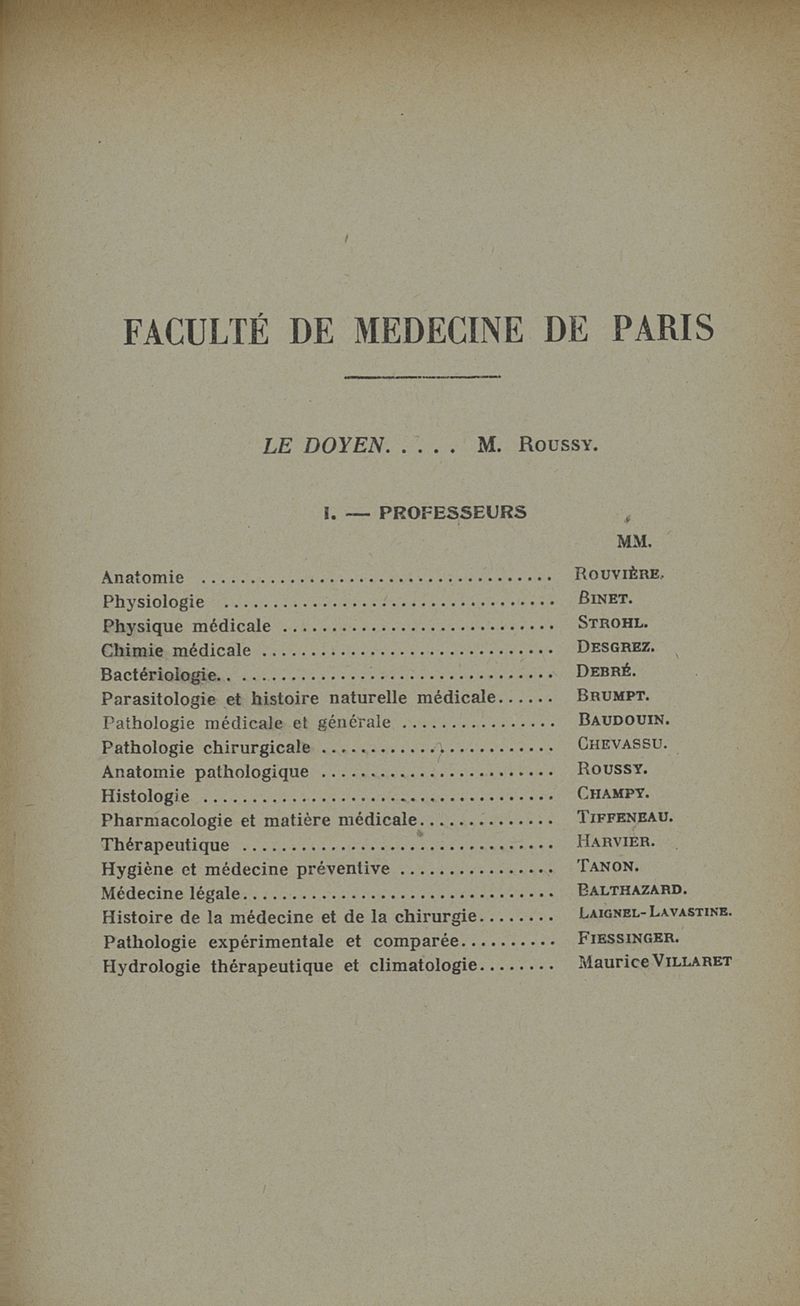 FACULTÉ DE MEDECINE DE PARIS
LE DOYEN. . . . . M. ROUSSY.
I. — PROFESSEURS
MM.
Anatomie .................................... ROUVIÈRE.
Physiologie .................................. BINET.
Physique médicale ............................ STROHL.
Chimie médicale .............................. DESGREZ.
Bactériologie.. ................................ DEBRÉ.
Parasitologie et histoire naturelle médicale...... BRUMPT.
Pathologie médicale et générale ................ BAUDOUIN.
Pathologie chirurgicale ........................ CHEVASSU.
Anatomie pathologique ........................ ROUSSY.
Histologie .................................... CHAMPY.
Pharmacologie et matière médicale.............. TIFFENEAU.
Thérapeutique ................................ HARVIER.
Hygiène et médecine préventive ................ TANON.
Médecine légale................................ BALTHAZARD.
Histoire de la médecine et de la chirurgie........ LAIGNEL-LAVASTINE.
Pathologie expérimentale et comparée.......... FIESSINGER.
Hydrologie thérapeutique et climatologie........ Maurice VILLARET